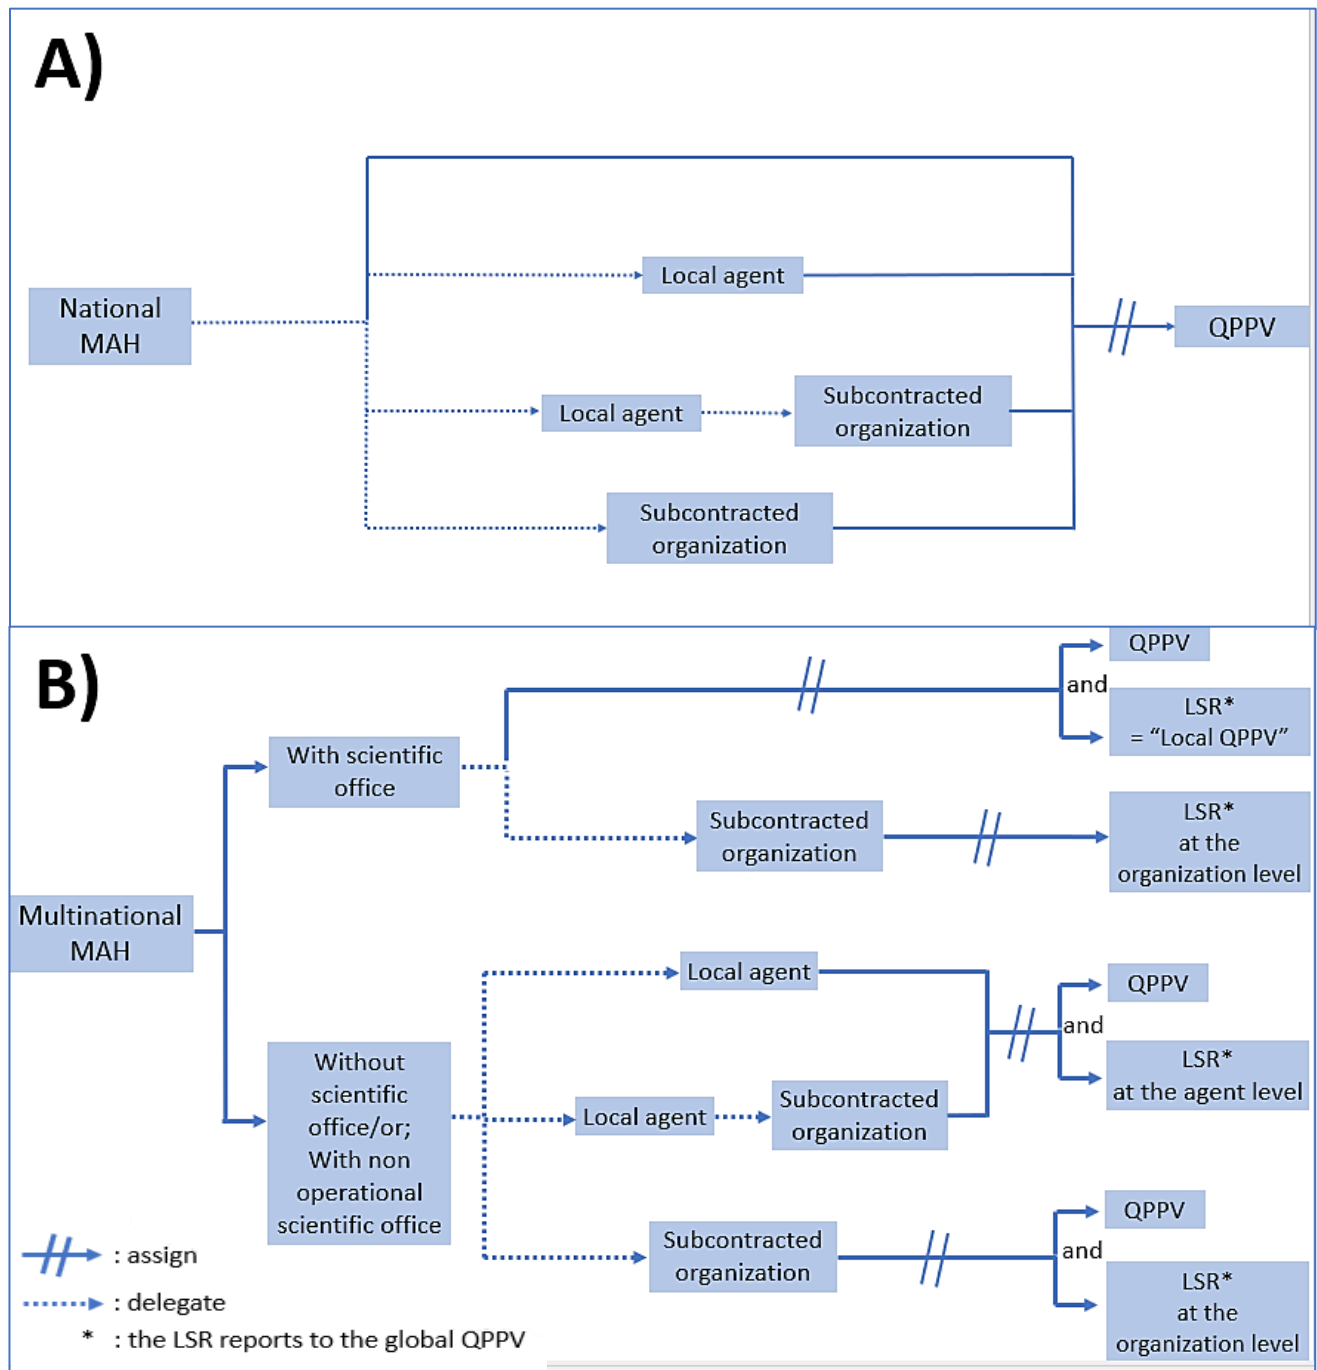 A)
National
MAH
Local agent
Local agent
Subcontracted
organization
Subcontracted
organization
QPPV
B)
Multinational
MAH
With scientific
office
Subcontracted
organization
QPPV
and
LSR*
= “Local QPPV”
LSR*
at the
organization level
Without
scientific
office/or;
With non
operational
scientific office
Local agent
Local agent
Subcontracted
organization
QPPV
and
LSR*
at the agent level
Subcontracted
organization
QPPV
and
LSR*
at the
organization level
: assign
: delegate
* : the LSR reports to the global QPPV